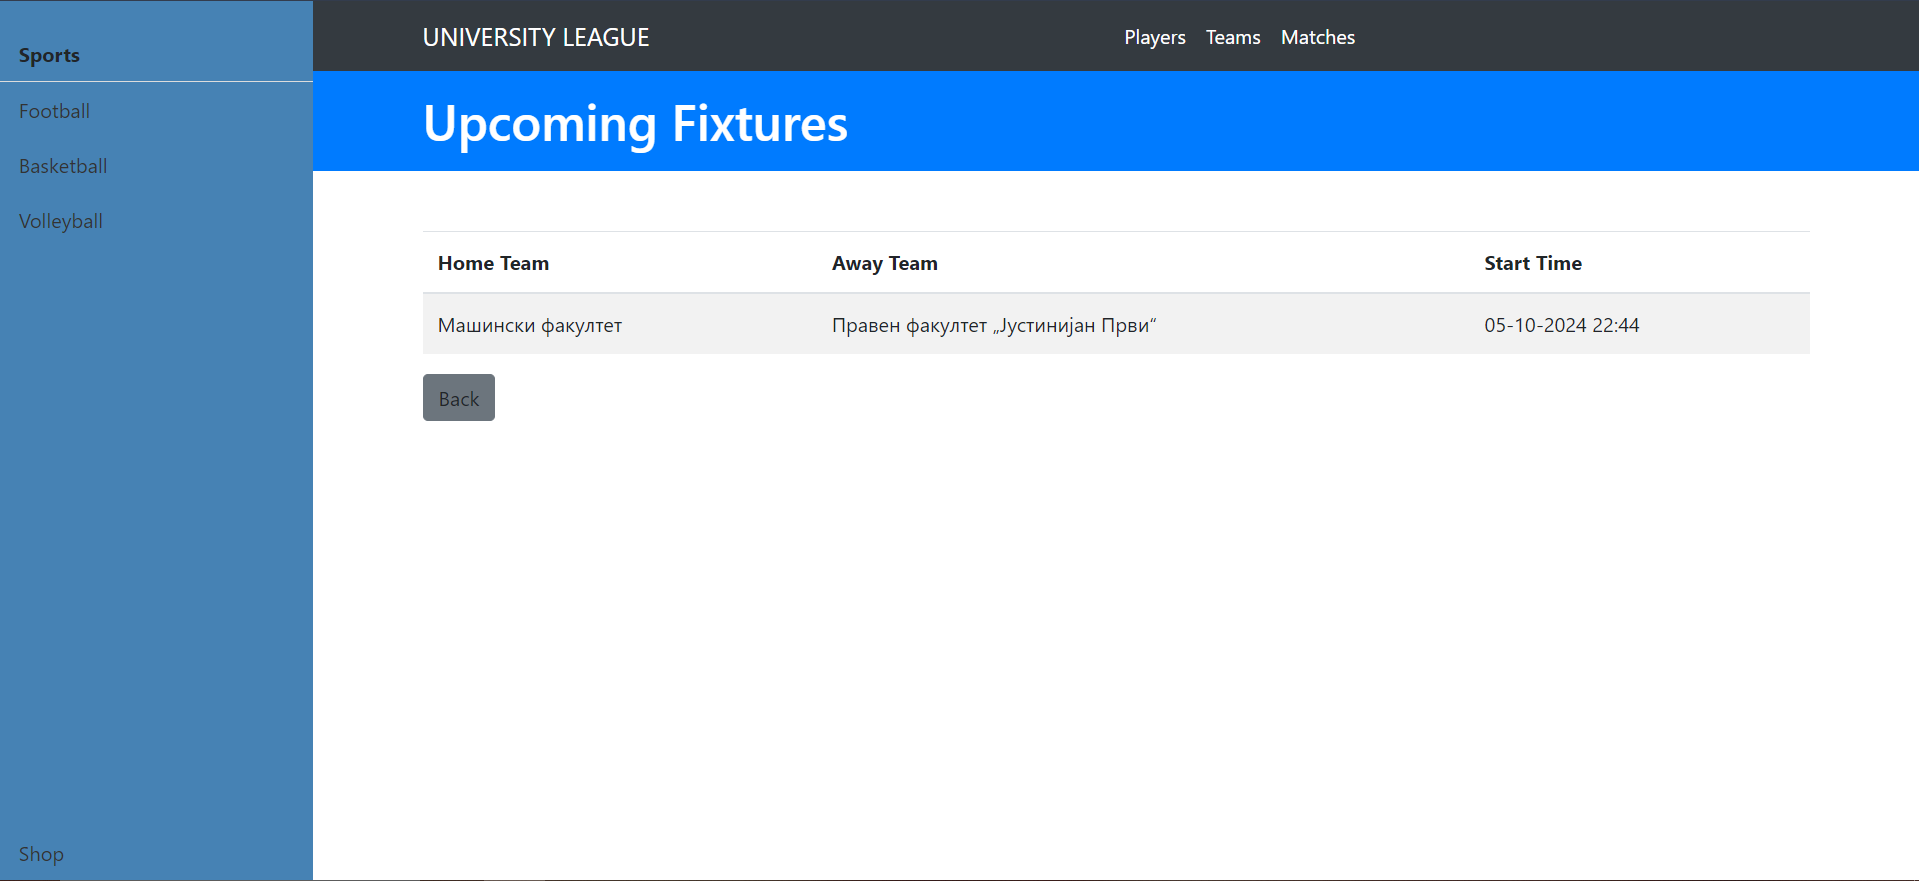 Sports
Football
Basketball
Volleyball
Shop
UNIVERSITY LEAGUE Players Teams Matches
Upcoming Fixtures
Home Team Away Team Start Time
Машински факултет Правен факултет „Јустинијан Први“ 05-10-2024 22:44
Back